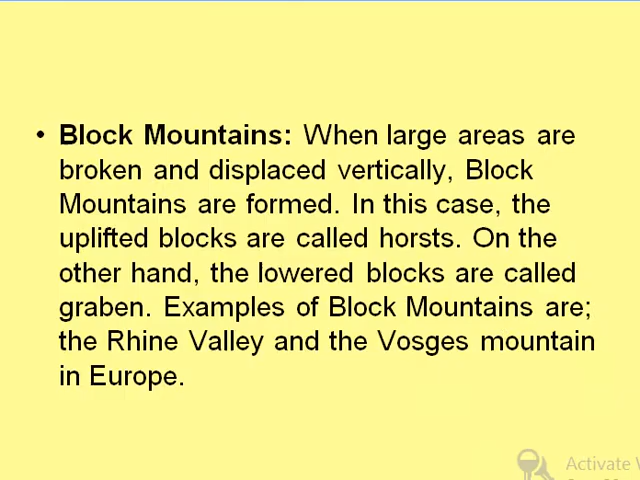 • Block Mountains: When large areas are
broken and displaced vertically, Block
Mountains are formed. In this case, the
uplifted blocks are called horsts. On the
other hand, the lowered blocks are called
graben. Examples of Block Mountains are;
the Rhine Valley and the Vosges mountain
in Europe.
Activate